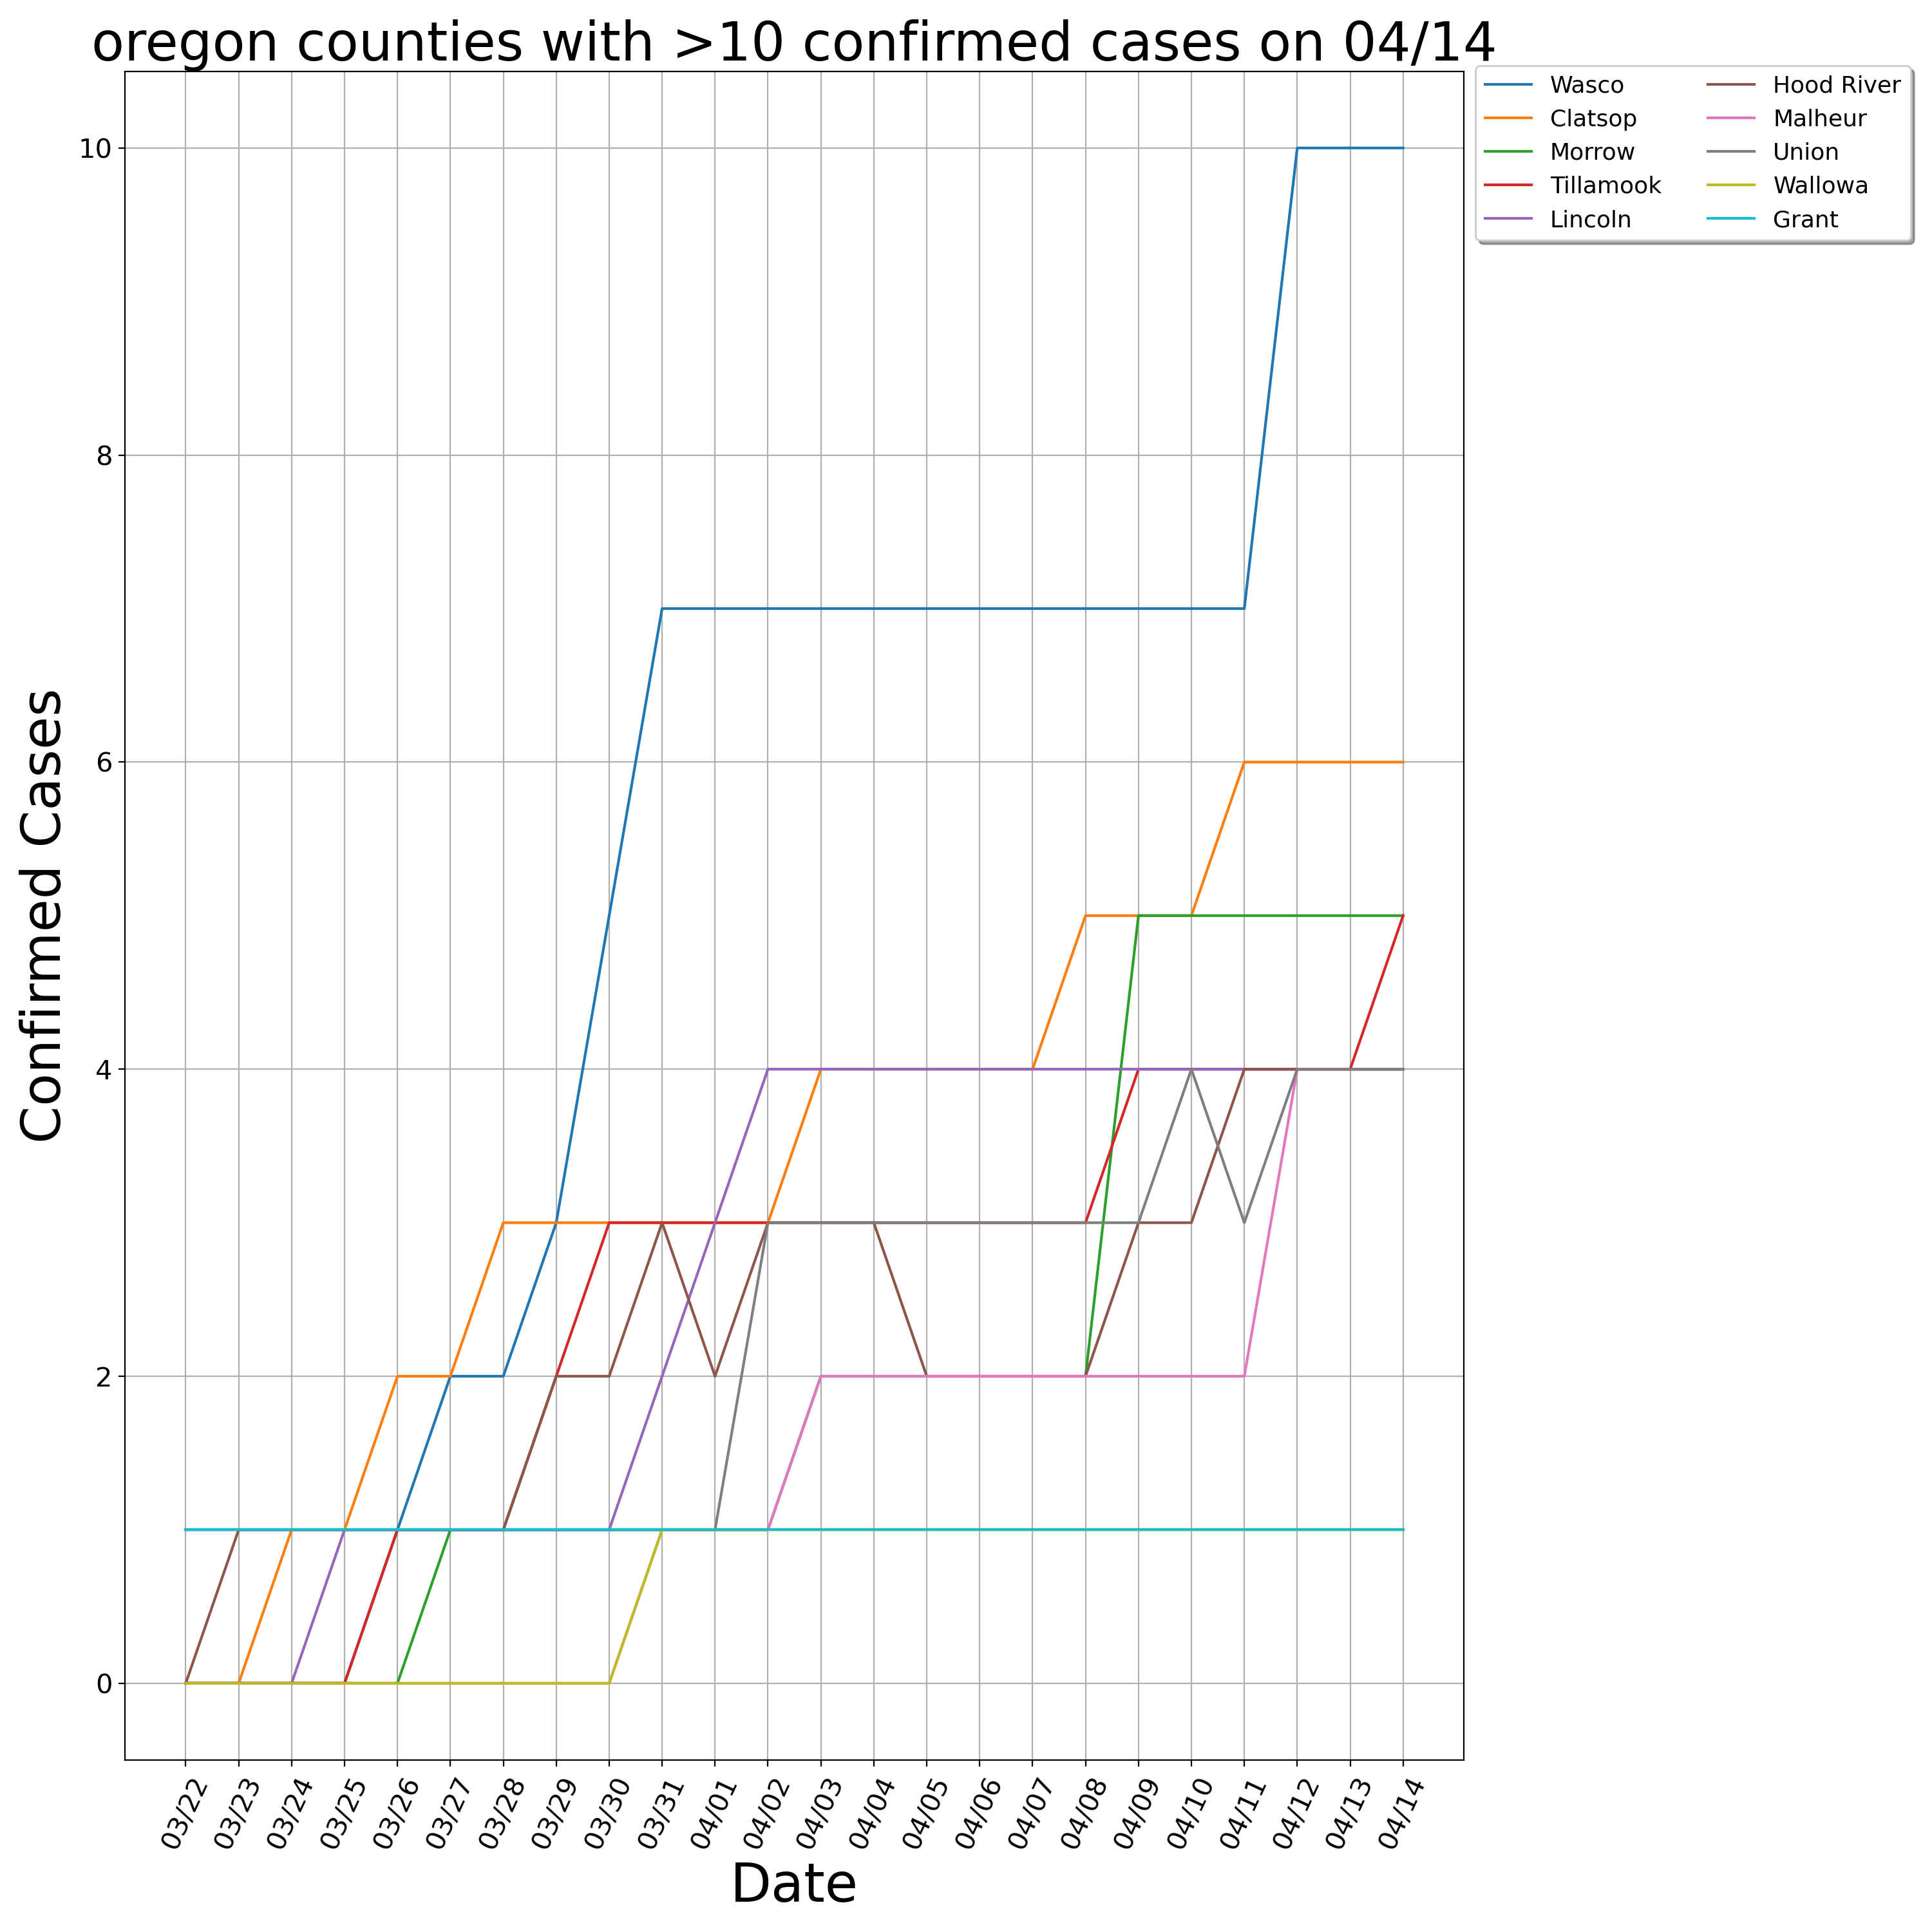 oregon counties with >10 confirmed cases on 04/14
Wasco
Clatsop
Morrow
Tillamook
Lincoln
Hood River
Malheur
Union
Wallowa
Grant
Confirmed Cases
10
8
6
4
2
0
03/22
03/23
03/24
03/25
03/26
03/27
03/28
03/29
03/30
03/31
04/01
04/02
04/03
04/04
04/05
04/06
04/07
04/08
04/09
04/10
04/11
04/12
04/13
04/14
Date